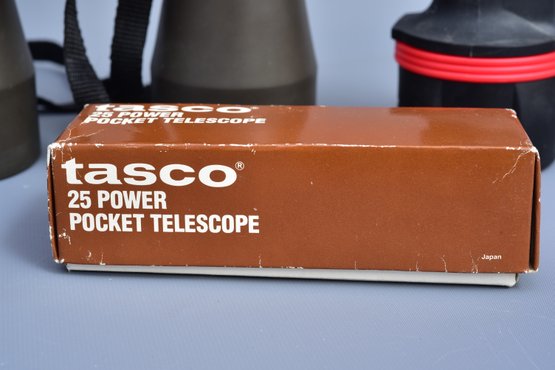 tasco
25 POWER
POCKET TELESCOPE
tasco®
25 POWER
POCKET TELESCOPE
Japan